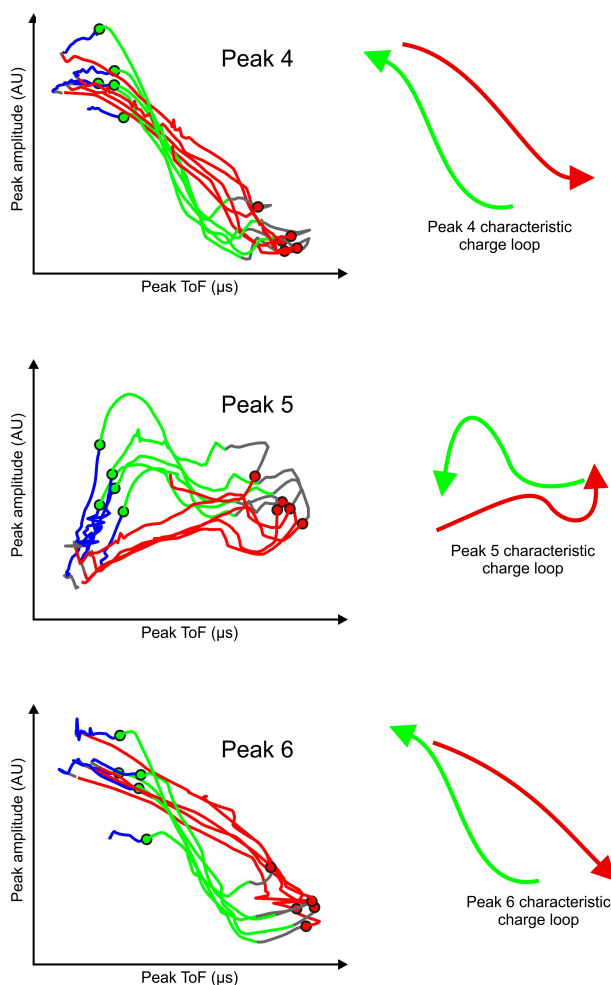 Peak 4
Peak amplitude (AU)
Peak ToF (μs)
Peak 4 characteristic
charge loop
Peak 5
Peak amplitude (AU)
Peak ToF (μs)
Peak 5 characteristic
charge loop
Peak 6
Peak amplitude (AU)
Peak ToF (μs)
Peak 6 characteristic
charge loop